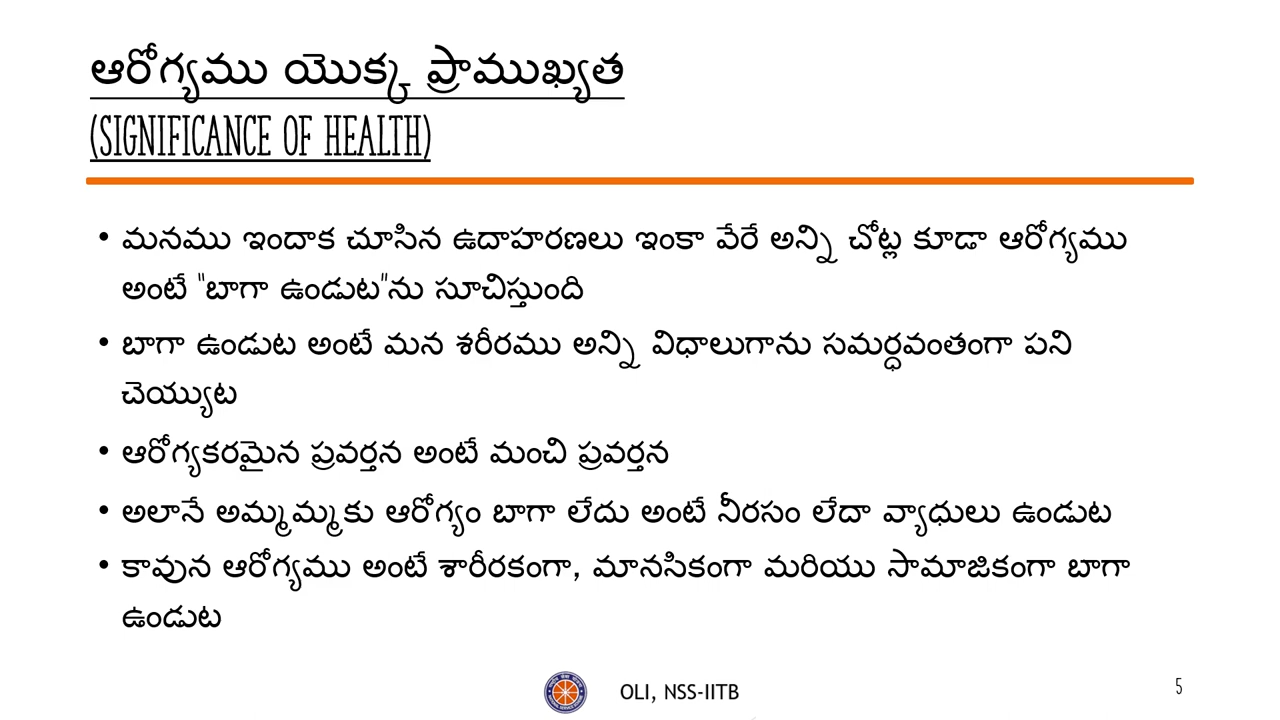 ఆరోగ్యము యొక్క ప్రాముఖ్యత
(SIGNIFICANCE OF HEALTH)
• మనము ఇందాక చూసిన ఉదాహరణలు ఇంకా వేరే అన్ని చోట్ల కూడా ఆరోగ్యము
అంటే "బాగా ఉండుట"ను సూచిస్తుంది
• బాగా ఉండుట అంటే మన శరీరము అన్ని విధాలుగాను సమర్ధవంతంగా పని
చెయ్యుట
• ఆరోగ్యకరమైన ప్రవర్తన అంటే మంచి ప్రవర్తన
• అలానే అమ్మమ్మకు ఆరోగ్యం బాగా లేదు అంటే నీరసం లేదా వ్యాధులు ఉండుట
• కావున ఆరోగ్యము అంటే శారీరకంగా, మానసికంగా మరియు సామాజికంగా బాగా
ఉండుట
OLI, NSS-IITB
5